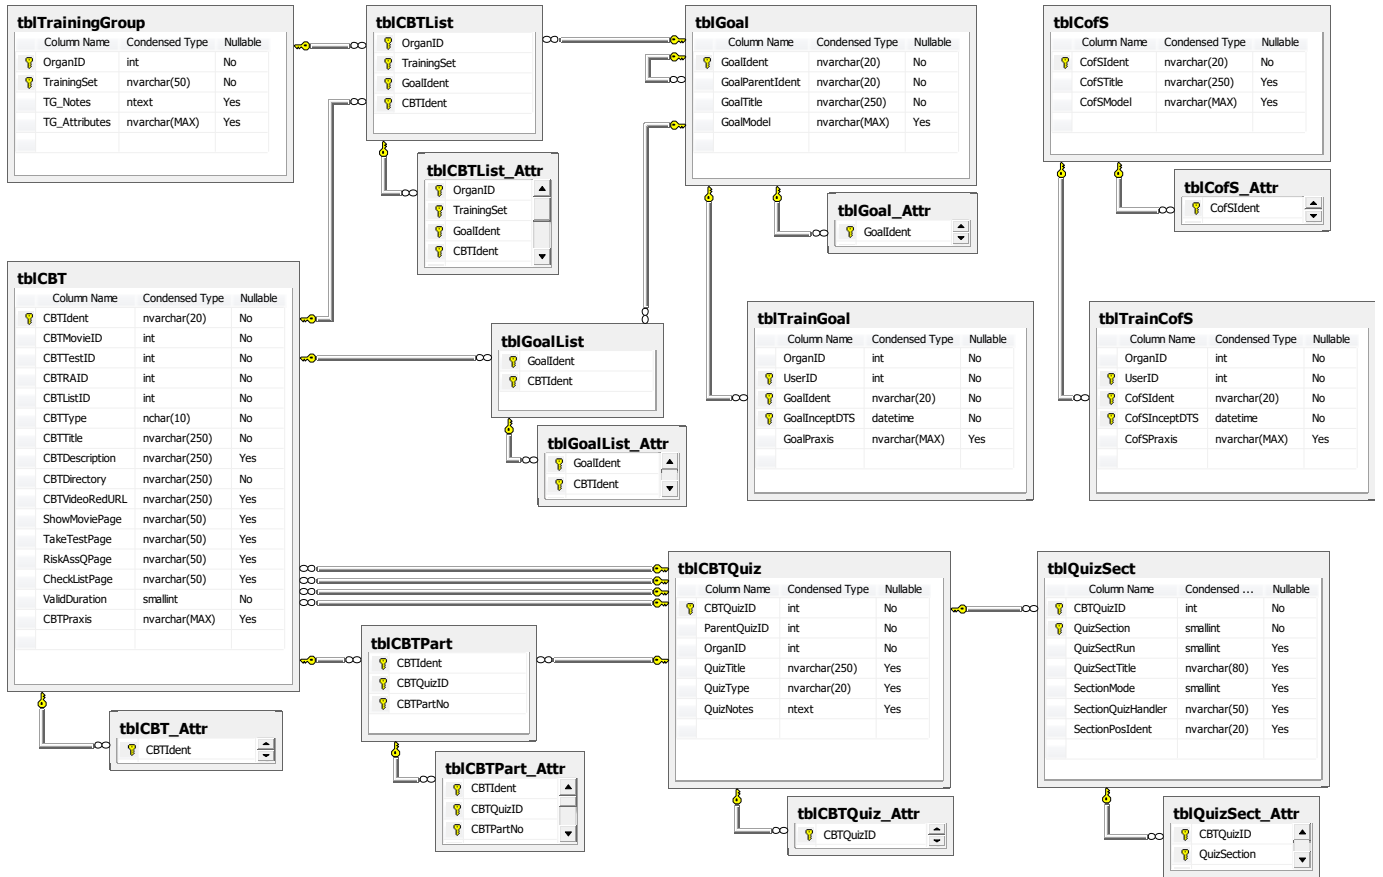 tblTrainingGroup
Column Name Condensed Type Nullable
OrganID int No
TrainingSet nvarchar(50) No
TG_Notes ntext Yes
TG_Attributes nvarchar(MAX) Yes
tblCBTList
OrganID
TrainingSet
GoalIdent
CBTIdent
tblGoal
Column Name Condensed Type Nullable
GoalIdent nvarchar(20) No
GoalParentIdent nvarchar(20) No
GoalTitle nvarchar(250) No
GoalModel nvarchar(MAX) Yes
tblCofS
Column Name Condensed Type Nullable
CofSIdent nvarchar(20) No
CofSTitle nvarchar(250) Yes
CofSModel nvarchar(MAX) Yes
tblCBTList_Attr
OrganID
TrainingSet
GoalIdent
CBTIdent
tblGoal_Attr
GoalIdent
tblCofS_Attr
CofSIdent
tblCBT
Column Name Condensed Type Nullable
CBTIdent nvarchar(20) No
CBTMovieID int No
CBTTestID int No
CBTRAID int No
CBTListID int No
CBTType nchar(10) No
CBTTitle nvarchar(250) No
CBTDescription nvarchar(250) Yes
CBTDirectory nvarchar(250) No
CBTVideoRedURL nvarchar(250) Yes
ShowMoviePage nvarchar(50) Yes
TakeTestPage nvarchar(50) Yes
RiskAssQPage nvarchar(50) Yes
CheckListPage nvarchar(50) Yes
ValidDuration smallint No
CBTPraxis nvarchar(MAX) Yes
tblGoalList
GoalIdent
CBTIdent
tblTrainGoal
Column Name Condensed Type Nullable
OrganID int No
UserID int No
GoalIdent nvarchar(20) No
GoalInceptDTS datetime No
GoalPraxis nvarchar(MAX) Yes
tblTrainCofS
Column Name Condensed Type Nullable
OrganID int No
UserID int No
CofSIdent nvarchar(20) No
CofSInceptDTS datetime No
CofSPraxis nvarchar(MAX) Yes
tblGoalList_Attr
GoalIdent
CBTIdent
tblCBTQuiz
Column Name Condensed Type Nullable
CBTQuizID int No
ParentQuizID int No
OrganID int No
QuizTitle nvarchar(250) Yes
QuizType nvarchar(20) Yes
QuizNotes ntext Yes
tblQuizSect
Column Name Condensed ... Nullable
CBTQuizID int No
QuizSection smallint No
QuizSectRun smallint Yes
QuizSectTitle nvarchar(80) Yes
SectionMode smallint Yes
SectionQuizHandler nvarchar(50) Yes
SectionPosIdent nvarchar(20) Yes
tblCBTPart
CBTIdent
CBTQuizID
CBTPartNo
tblCBT_Attr
CBTIdent
tblCBTPart_Attr
CBTIdent
CBTQuizID
CBTPartNo
tblCBTQuiz_Attr
CBTQuizID
tblQuizSect_Attr
CBTQuizID
QuizSection